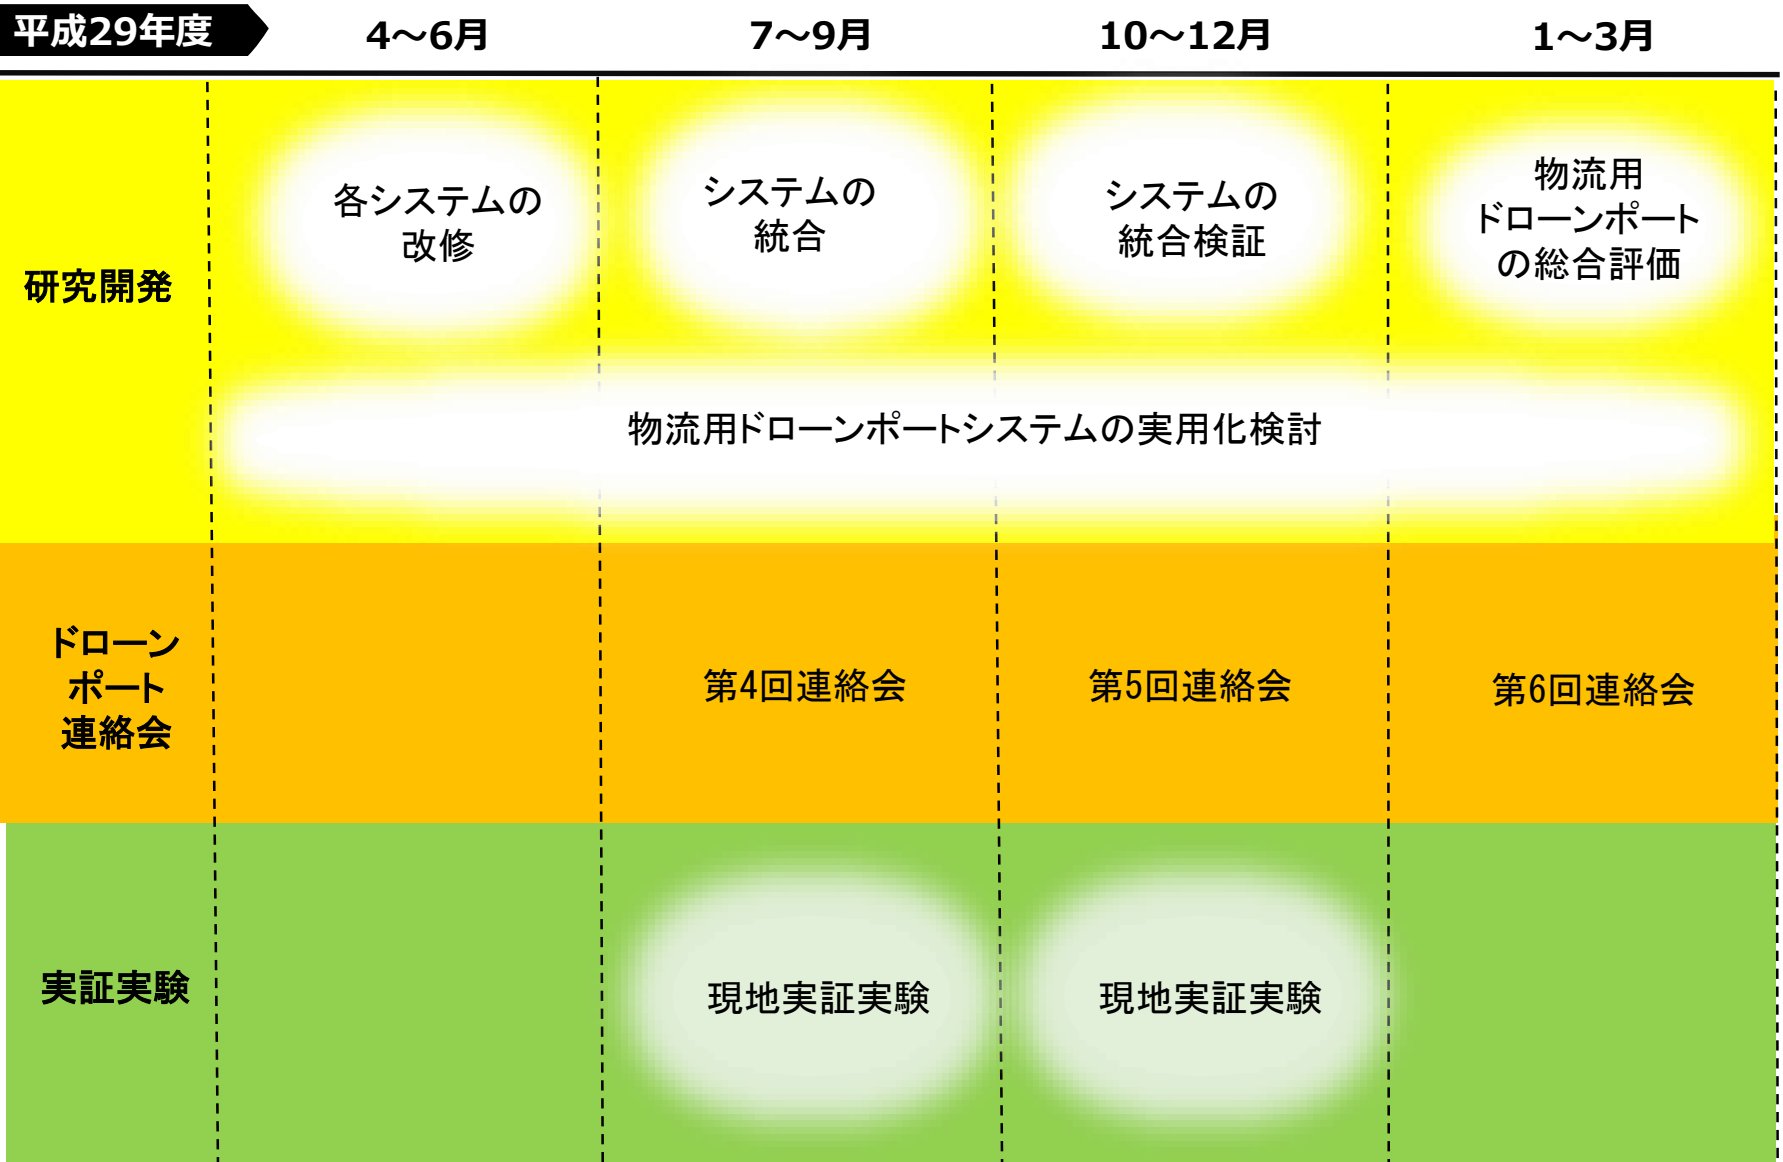 平成29年度
4～6月
7～9月
10～12月
1～3月
研究開発
各システムの
改修
システムの
統合
システムの
統合検証
物流用
ドローンポート
の総合評価
物流用ドローンポートシステムの実用化検討
ドローン
ポート
連絡会
第4回連絡会
第5回連絡会
第6回連絡会
実証実験
現地実証実験
現地実証実験